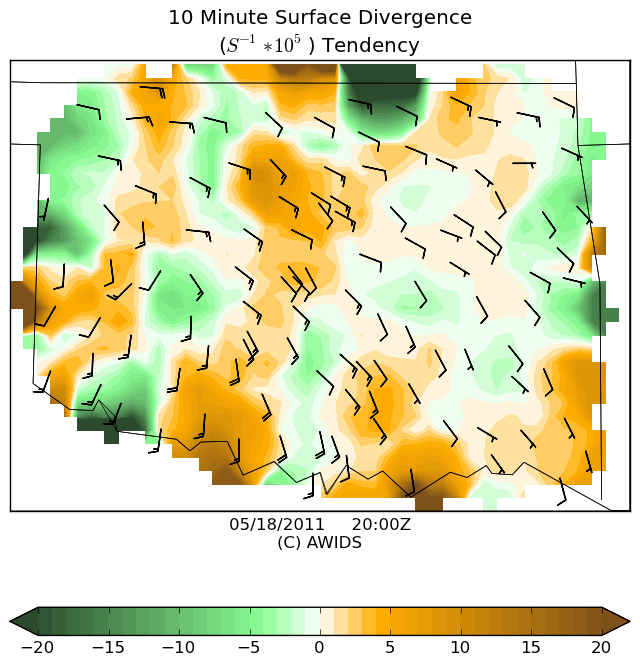 10 Minute Surface Divergence
(S⁻¹ * 10⁵ ) Tendency
05/18/2011 20:00Z
(C) AWIDS
−20 −15 −10 −5 0 5 10 15 20